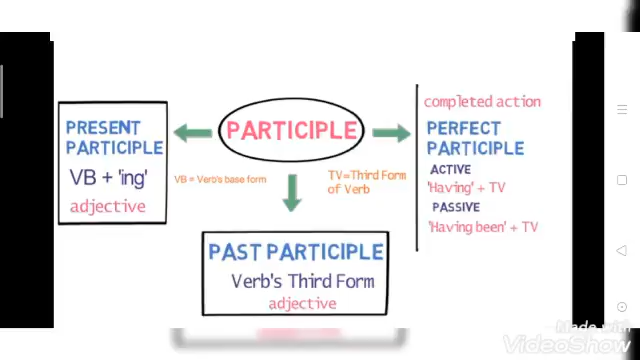 PARTICIPLE
PRESENT
PARTICIPLE
VB + 'ing'
adjective
VB = Verb's base form
TV=Third Form
of Verb
completed action
PERFECT
PARTICIPLE
ACTIVE
'Having' + TV
PASSIVE
'Having been' + TV
PAST PARTICIPLE
Verb's Third Form
adjective
Made with
VideoShow